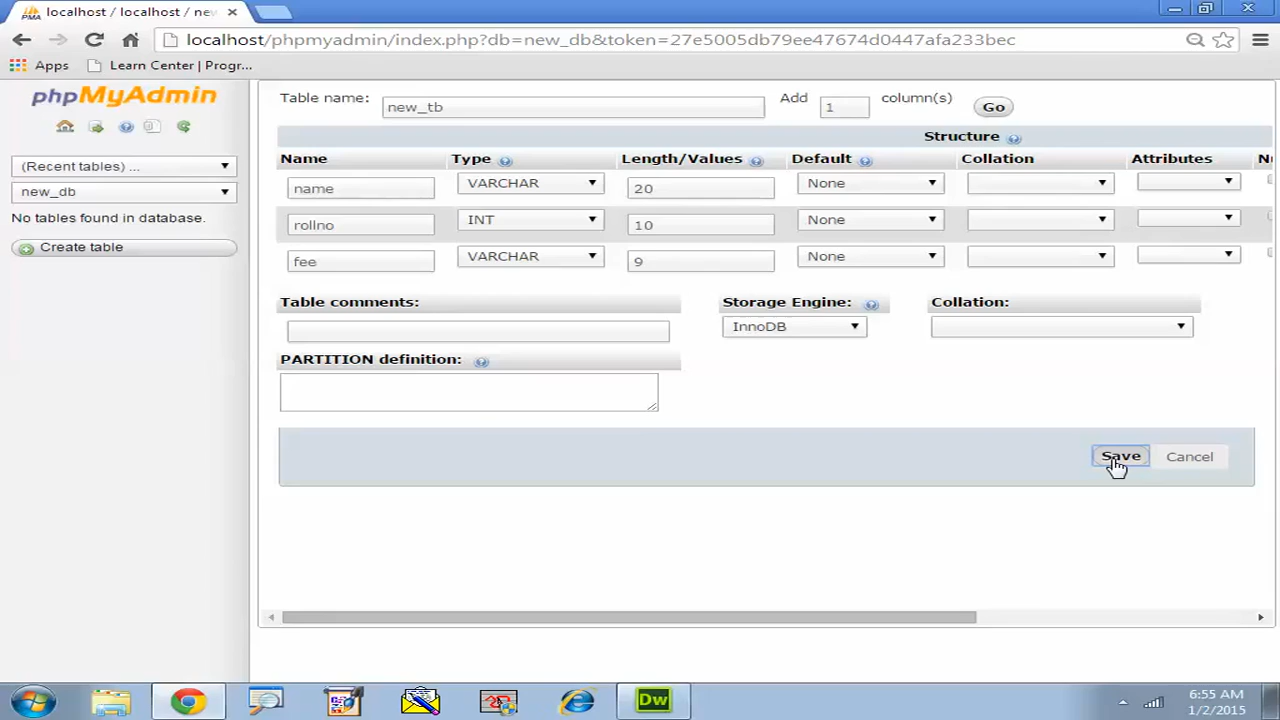 localhost / localhost / new
localhost/phpmyadmin/index.php?db=new_db&token=27e5005db79ee47674d0447afa233bec
Apps Learn Center | Progr...
phpMyAdmin
(Recent tables) ...
new_db
No tables found in database.
Create table
Table name: new_tb Add 1 column(s) Go
Structure
Name Type Length/Values Default Collation Attributes
name VARCHAR 20 None
rollno INT 10 None
fee VARCHAR 9 None
Table comments: Storage Engine: Collation:
InnoDB
PARTITION definition:
Save Cancel
Dw
6:55 AM
1/2/2015